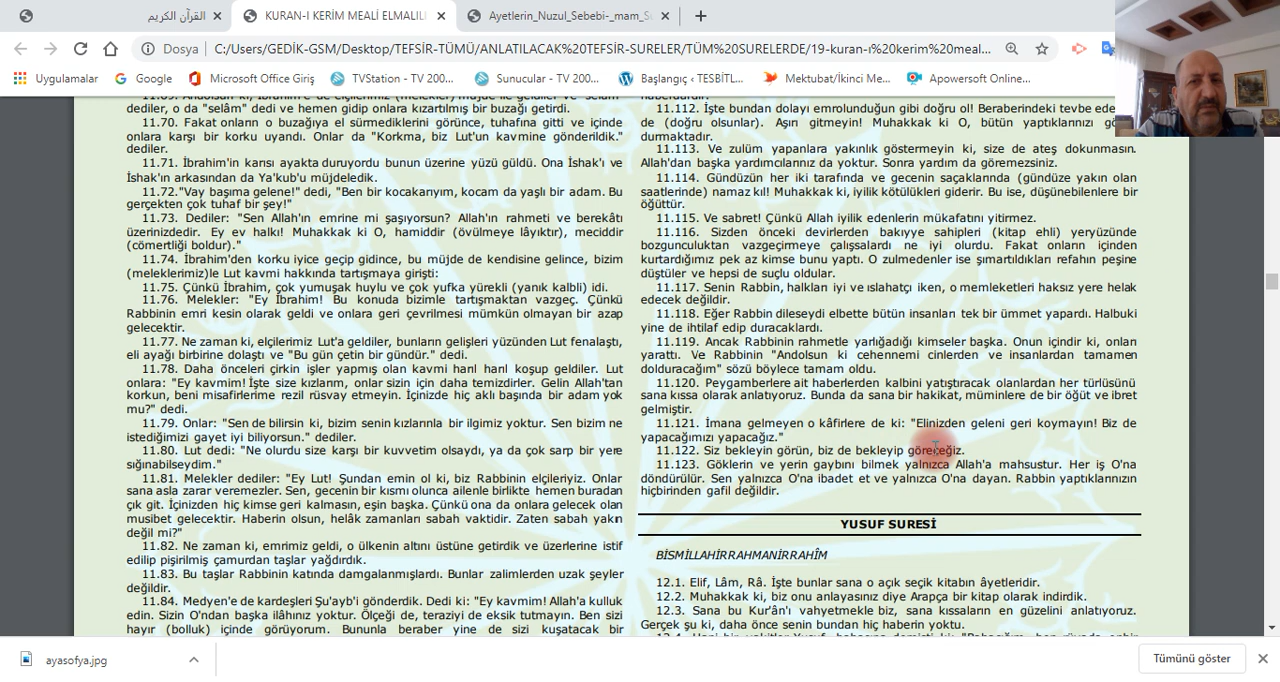 القرآن الكريم
KURAN-I KERİM MEALİ ELMALILI
Ayetlerin_Nuzul_Sebebi-_mam_S
Dosya
C:/Users/GEDİK-GSM/Desktop/TEFSİR-TÜMÜ/ANLATILACAK%20TEFSİR-SURELER/TÜM%20SURELERDE/19-kuran-ı%20kerim%20meal...
Uygulamalar
Google
Microsoft Office Giriş
TVStation - TV 200...
Sunucular - TV 200...
Başlangıç ‹ TESBİTL...
Mektubat/İkinci Me...
Apowersoft Online...
dediler, o da "selâm" dedi ve hemen gidip onlara kızartılmış bir buzağı getirdi.
11.70. Fakat onların o buzağıya el sürmediklerini görünce, tuhafına gitti ve içinde
onlara karşı bir korku uyandı. Onlar da "Korkma, biz Lut'un kavmine gönderildik."
dediler.
11.71. İbrahim'in karısı ayakta duruyordu bunun üzerine yüzü güldü. Ona İshak'ı ve
İshak'ın arkasından da Ya'kub'u müjdeledik.
11.72."Vay başıma gelene!" dedi, "Ben bir kocakarıyım, kocam da yaşlı bir adam. Bu
gerçekten çok tuhaf bir şey!"
11.73. Dediler: "Sen Allah'ın emrine mi şaşıyorsun? Allah'ın rahmeti ve berekâtı
üzerinizdedir. Ey ev halkı! Muhakkak ki O, hamiddir (övülmeye lâyıktır), meciddir
(cömertliği boldur)."
11.74. İbrahim'den korku iyice geçip gidince, bu müjde de kendisine gelince, bizim
(meleklerimiz)le Lut kavmi hakkında tartışmaya girişti:
11.75. Çünkü İbrahim, çok yumuşak huylu ve çok yufka yürekli (yanık kalbli) idi.
11.76. Melekler: "Ey İbrahim! Bu konuda bizimle tartışmaktan vazgeç. Çünkü
Rabbinin emri kesin olarak geldi ve onlara geri çevrilmesi mümkün olmayan bir azap
gelecektir.
11.77. Ne zaman ki, elçilerimiz Lut'a geldiler, bunların gelişleri yüzünden Lut fenalaştı,
eli ayağı birbirine dolaştı ve "Bu gün çetin bir gündür." dedi.
11.78. Daha önceleri çirkin işler yapmış olan kavmi harıl harıl koşup geldiler. Lut
onlara: "Ey kavmim! İşte size kızlarım, onlar sizin için daha temizdirler. Gelin Allah'tan
korkun, beni misafirlerime rezil rüsvay etmeyin. İçinizde hiç aklı başında bir adam yok
mu?" dedi.
11.79. Onlar: "Sen de bilirsin ki, bizim senin kızlarınla bir ilgimiz yoktur. Sen bizim ne
istediğimizi gayet iyi biliyorsun." dediler.
11.80. Lut dedi: "Ne olurdu size karşı bir kuvvetim olsaydı, ya da çok sarp bir yere
sığınabilseydim."
11.81. Melekler dediler: "Ey Lut! Şundan emin ol ki, biz Rabbinin elçileriyiz. Onlar
sana asla zarar veremezler. Sen, gecenin bir kısmı olunca ailenle birlikte hemen buradan
çık git. İçinizden hiç kimse geri kalmasın, eşin başka. Çünkü ona da onlara gelecek olan
musibet gelecektir. Haberin olsun, helâk zamanları sabah vaktidir. Zaten sabah yakın
değil mi?"
11.82. Ne zaman ki, emrimiz geldi, o ülkenin altını üstüne getirdik ve üzerlerine istif
edilip pişirilmiş çamurdan taşlar yağdırdık.
11.83. Bu taşlar Rabbinin katında damgalanmışlardı. Bunlar zalimlerden uzak şeyler
değildir.
11.84. Medyen'e de kardeşleri Şu'ayb'i gönderdik. Dedi ki: "Ey kavmim! Allah'a kulluk
edin. Sizin O'ndan başka ilâhınız yoktur. Ölçeği de, teraziyi de eksik tutmayın. Ben sizi
hayır (bolluk) içinde görüyorum. Bununla beraber yine de sizi kuşatacak bir
11.112. İşte bundan dolayı emrolunduğun gibi doğru ol! Beraberindeki tevbe ede
de (doğru olsunlar). Aşırı gitmeyin! Muhakkak ki O, bütün yaptıklarınızı
durmaktadır.
11.113. Ve zulüm yapanlara yakınlık göstermeyin ki, size de ateş dokunmasın.
Allah'dan başka yardımcılarınız da yoktur. Sonra yardım da göremezsiniz.
11.114. Gündüzün her iki tarafında ve gecenin saçaklarında (gündüze yakın olan
saatlerinde) namaz kıl! Muhakkak ki, iyilik kötülükleri giderir. Bu ise, düşünebilenlere bir
öğüttür.
11.115. Ve sabret! Çünkü Allah iyilik edenlerin mükafatını yitirmez.
11.116. Sizden önceki devirlerden bakıyye sahipleri (kitap ehli) yeryüzünde
bozgunculuktan vazgeçirmeye çalışsalardı ne iyi olurdu. Fakat onların içinden
kurtardığımız pek az kimse bunu yaptı. O zulmedenler ise şımartıldıkları refahın peşine
düştüler ve hepsi de suçlu oldular.
11.117. Senin Rabbin, halkları iyi ve ıslahatçı iken, o memleketleri haksız yere helak
edecek değildir.
11.118. Eğer Rabbin dileseydi elbette bütün insanları tek bir ümmet yapardı. Halbuki
yine de ihtilaf edip duracaklardı.
11.119. Ancak Rabbinin rahmetle yarlığadığı kimseler başka. Onun içindir ki, onları
yarattı. Ve Rabbinin "Andolsun ki cehennemi cinlerden ve insanlardan tamamen
dolduracağım" sözü böylece tamam oldu.
11.120. Peygamberlere ait haberlerden kalbini yatıştıracak olanlardan her türlüsünü
sana kıssa olarak anlatıyoruz. Bunda da sana bir hakikat, müminlere de bir öğüt ve ibret
gelmiştir.
11.121. İmana gelmeyen o kâfirlere de ki: "Elinizden geleni geri koymayın! Biz de
yapacağımızı yapacağız."
11.122. Siz bekleyin görün, biz de bekleyip göreceğiz.
11.123. Göklerin ve yerin gaybını bilmek yalnızca Allah'a mahsustur. Her iş O'na
döndürülür. Sen yalnızca O'na ibadet et ve yalnızca O'na dayan. Rabbin yaptıklarınızın
hiçbirinden gafil değildir.
YUSUF SURESİ
BİSMİLLAHİRRAHMANİRRAHÎM
12.1. Elif, Lâm, Râ. İşte bunlar sana o açık seçik kitabın âyetleridir.
12.2. Muhakkak ki, biz onu anlayasınız diye Arapça bir kitap olarak indirdik.
12.3. Sana bu Kur'ân'ı vahyetmekle biz, sana kıssaların en güzelini anlatıyoruz.
Gerçek şu ki, daha önce senin bundan hiç haberin yoktu.
ayasofya.jpg
Tümünü göster